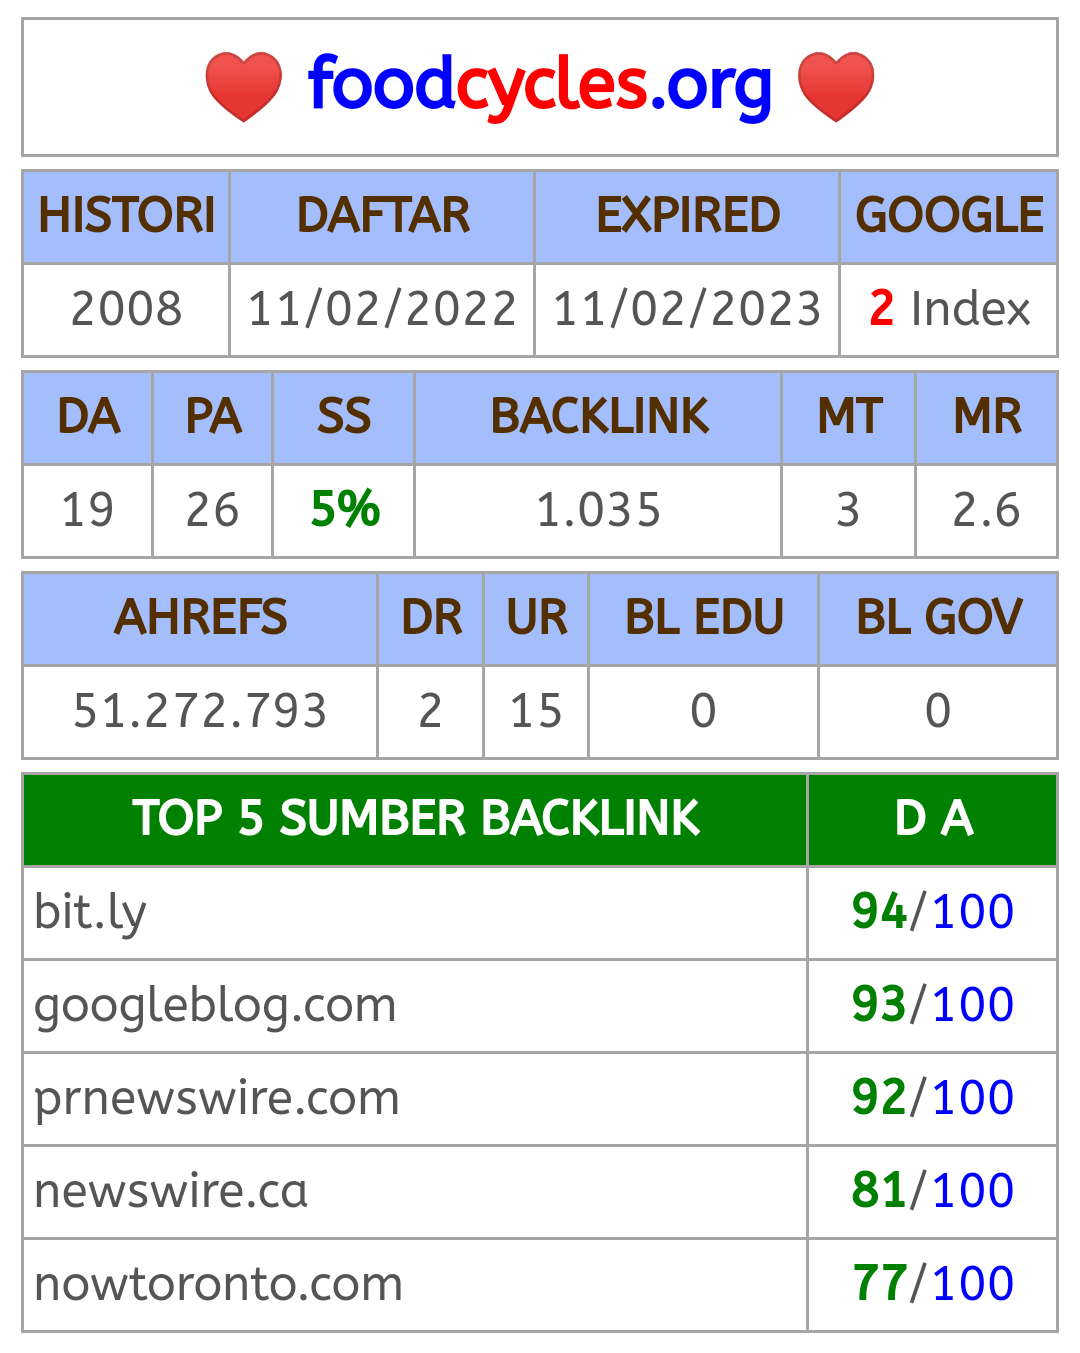 foodcycles.org
HISTORI DAFTAR EXPIRED GOOGLE
2008 11/02/2022 11/02/2023 2 Index
DA PA SS BACKLINK MT MR
19 26 5% 1.035 3 2.6
AHREFS DR UR BL EDU BL GOV
51.272.793 2 15 0 0
TOP 5 SUMBER BACKLINK D A
bit.ly 94/100
googleblog.com 93/100
prnewswire.com 92/100
newswire.ca 81/100
nowtoronto.com 77/100